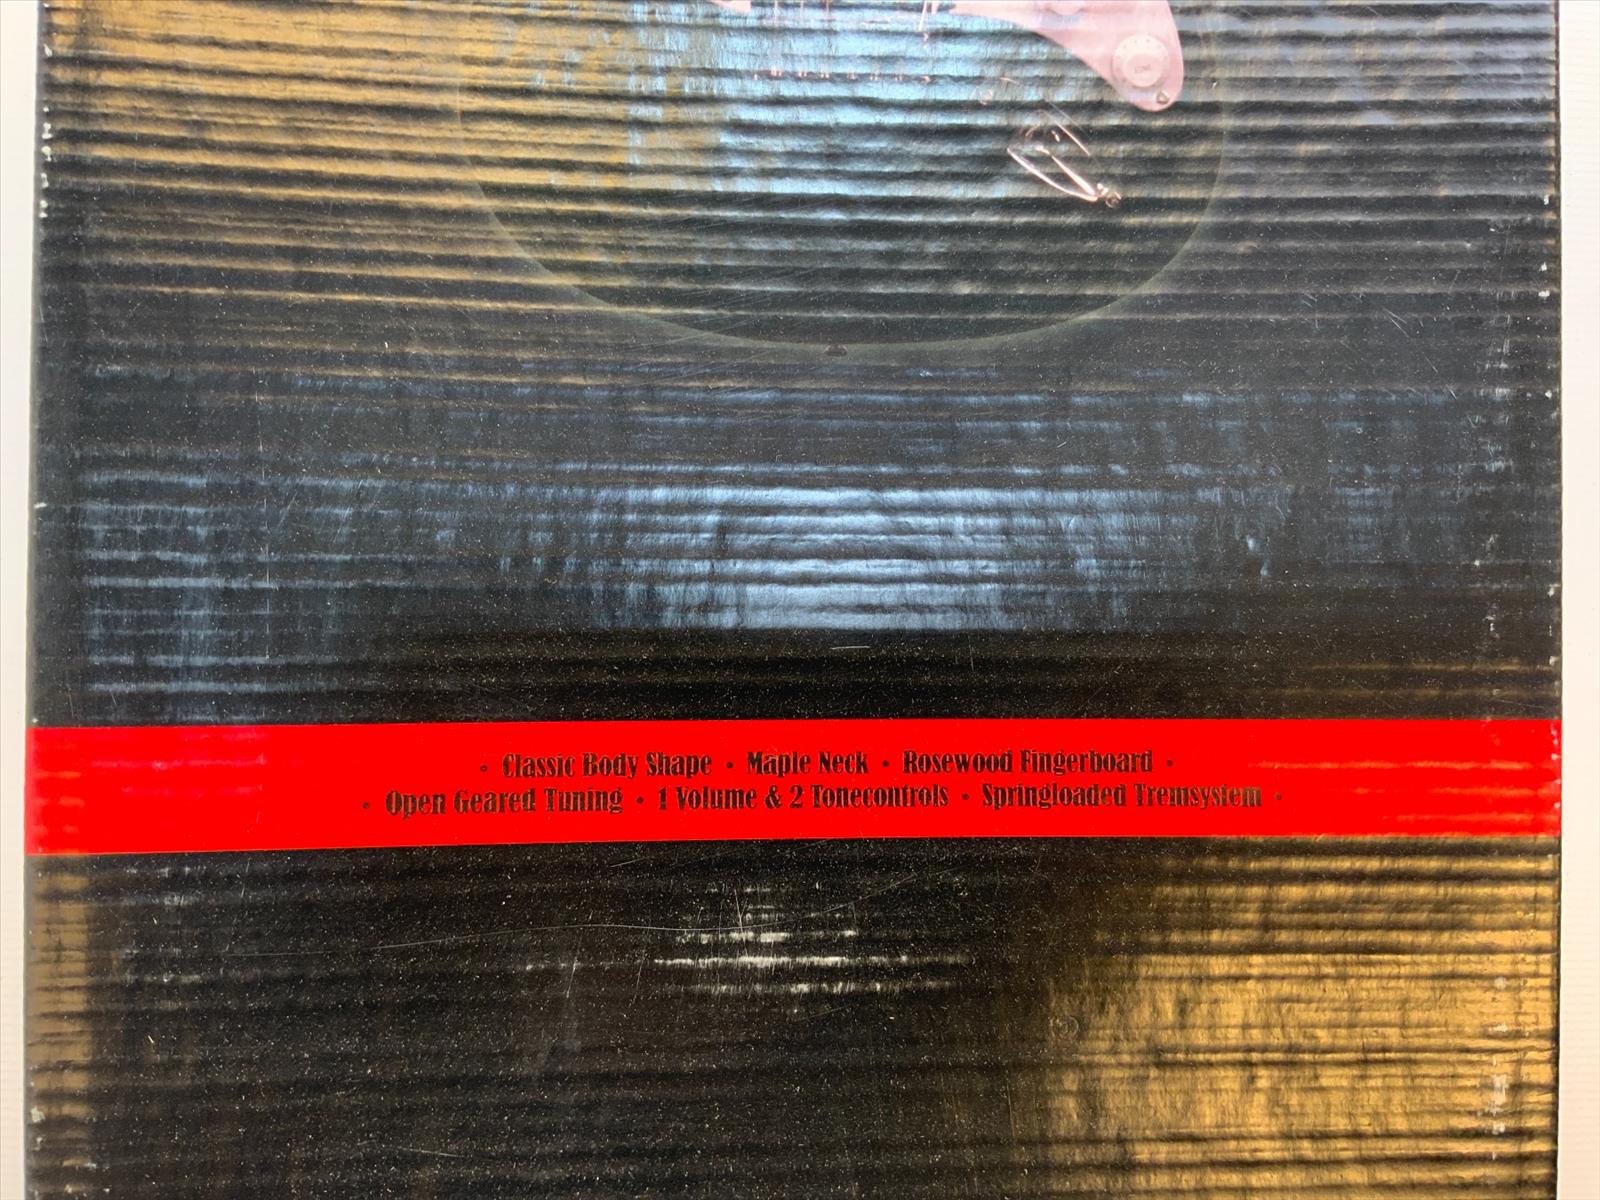 • Classic Body Shape • Maple Neck • Rosewood Fingerboard •
• Open Geared Tuning • 1 Volume & 2 Tonecontrols • Springloaded Tremsystem •